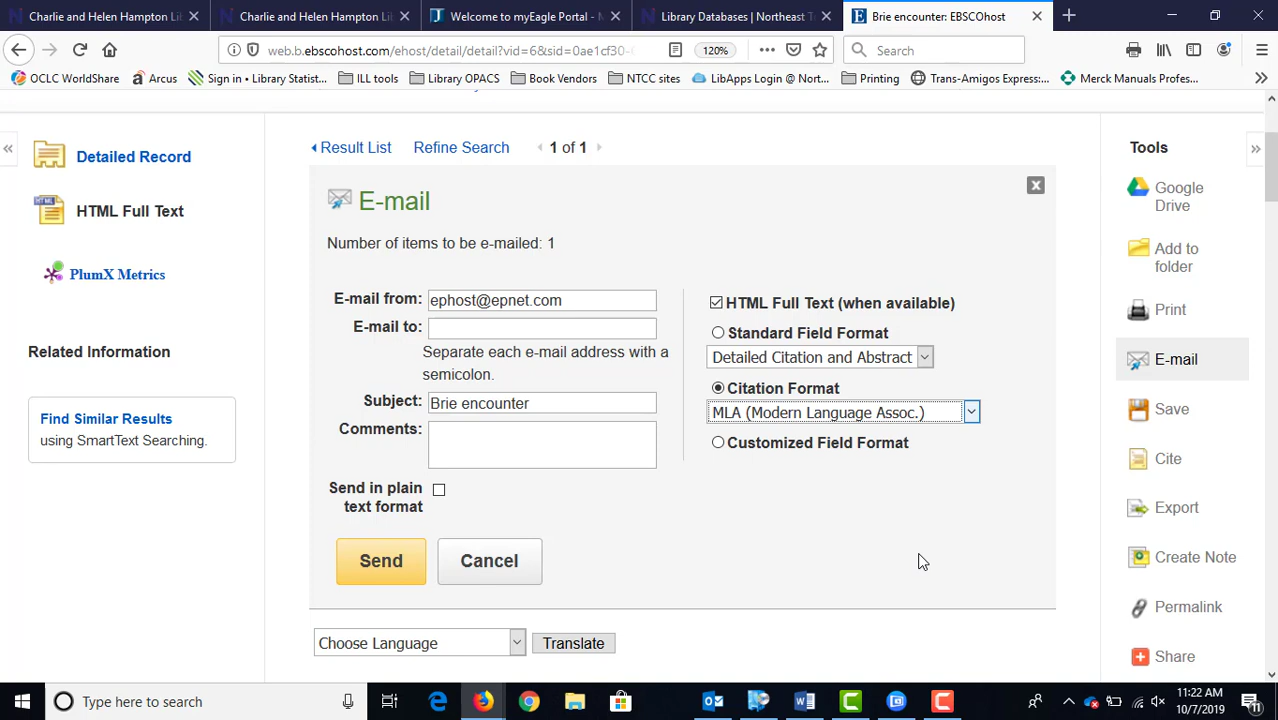 Charlie and Helen Hampton Li
Charlie and Helen Hampton Li
Welcome to myEagle Portal -
Library Databases | Northeast T
Brie encounter: EBSCOhost
web.b.ebscohost.com/ehost/detail/detail?vid=6&sid=0ae1cf30-
120%
Search
OCLC WorldShare
Arcus
Sign in • Library Statist...
ILL tools
Library OPACS
Book Vendors
NTCC sites
LibApps Login @ Nort...
Printing
Trans-Amigos Express:...
Merck Manuals Profes...
Detailed Record
HTML Full Text
PlumX Metrics
Related Information
Find Similar Results
using SmartText Searching.
Result List
Refine Search
1 of 1
E-mail
Number of items to be e-mailed: 1
E-mail from: ephost@epnet.com
E-mail to:
Separate each e-mail address with a
semicolon.
Subject: Brie encounter
Comments:
Send in plain
text format
HTML Full Text (when available)
Standard Field Format
Detailed Citation and Abstract
Citation Format
MLA (Modern Language Assoc.)
Customized Field Format
Send
Cancel
Choose Language
Translate
Tools
Google
Drive
Add to
folder
Print
E-mail
Save
Cite
Export
Create Note
Permalink
Share
Type here to search
11:22 AM
10/7/2019